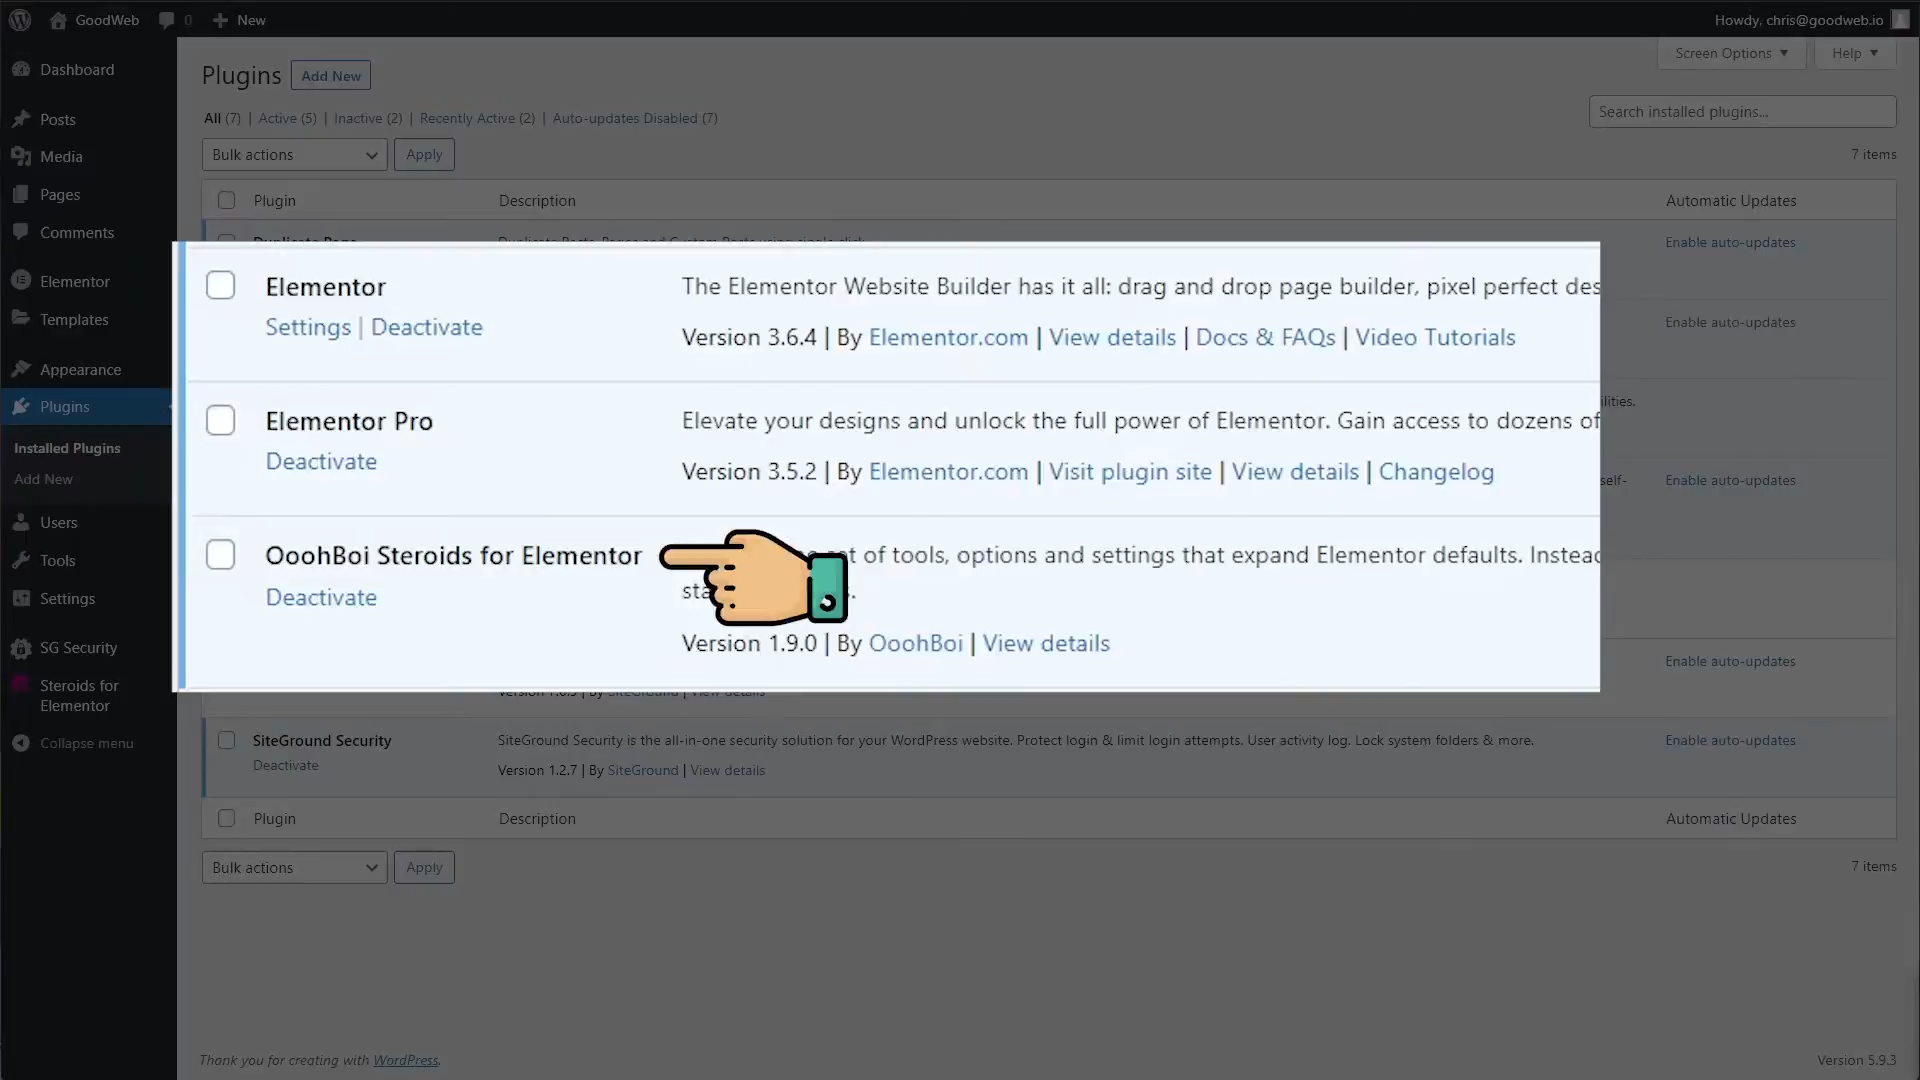 GoodWeb
0
New
Howdy, chris@goodweb.io
Dashboard
Posts
Media
Pages
Comments
Elementor
Templates
Appearance
Plugins
Installed Plugins
Add New
Users
Tools
Settings
SG Security
Steroids for
Elementor
Collapse menu
Screen Options
Help
Plugins
Add New
All (7) | Active (5) | Inactive (2) | Recently Active (2) | Auto-updates Disabled (7)
Search installed plugins...
Bulk actions
Apply
7 items
Plugin
Description
Automatic Updates
Enable auto-updates
Elementor
Settings | Deactivate
The Elementor Website Builder has it all: drag and drop page builder, pixel perfect des
Version 3.6.4 | By Elementor.com | View details | Docs & FAQs | Video Tutorials
Enable auto-updates
Elementor Pro
Deactivate
Elevate your designs and unlock the full power of Elementor. Gain access to dozens of
Version 3.5.2 | By Elementor.com | Visit plugin site | View details | Changelog
ilities.
self-
Enable auto-updates
OoohBoi Steroids for Elementor
Deactivate
of tools, options and settings that expand Elementor defaults. Instead
Version 1.9.0 | By OoohBoi | View details
Enable auto-updates
SiteGround Security
Deactivate
SiteGround Security is the all-in-one security solution for your WordPress website. Protect login & limit login attempts. User activity log. Lock system folders & more.
Version 1.2.7 | By SiteGround | View details
Enable auto-updates
Plugin
Description
Automatic Updates
Bulk actions
Apply
7 items
Thank you for creating with WordPress.
Version 5.9.3